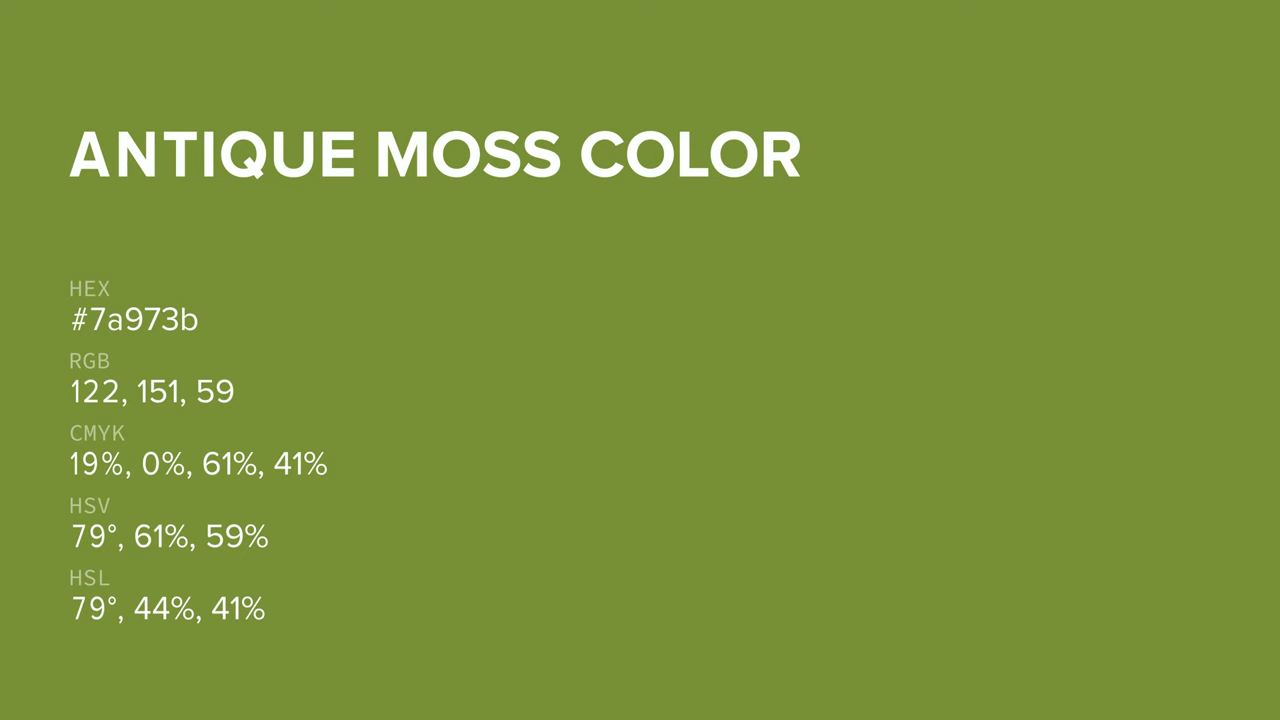 ANTIQUE MOSS COLOR
HEX
#7a973b
RGB
122, 151, 59
CMYK
19%, 0%, 61%, 41%
HSV
79°, 61%, 59%
HSL
79°, 44%, 41%